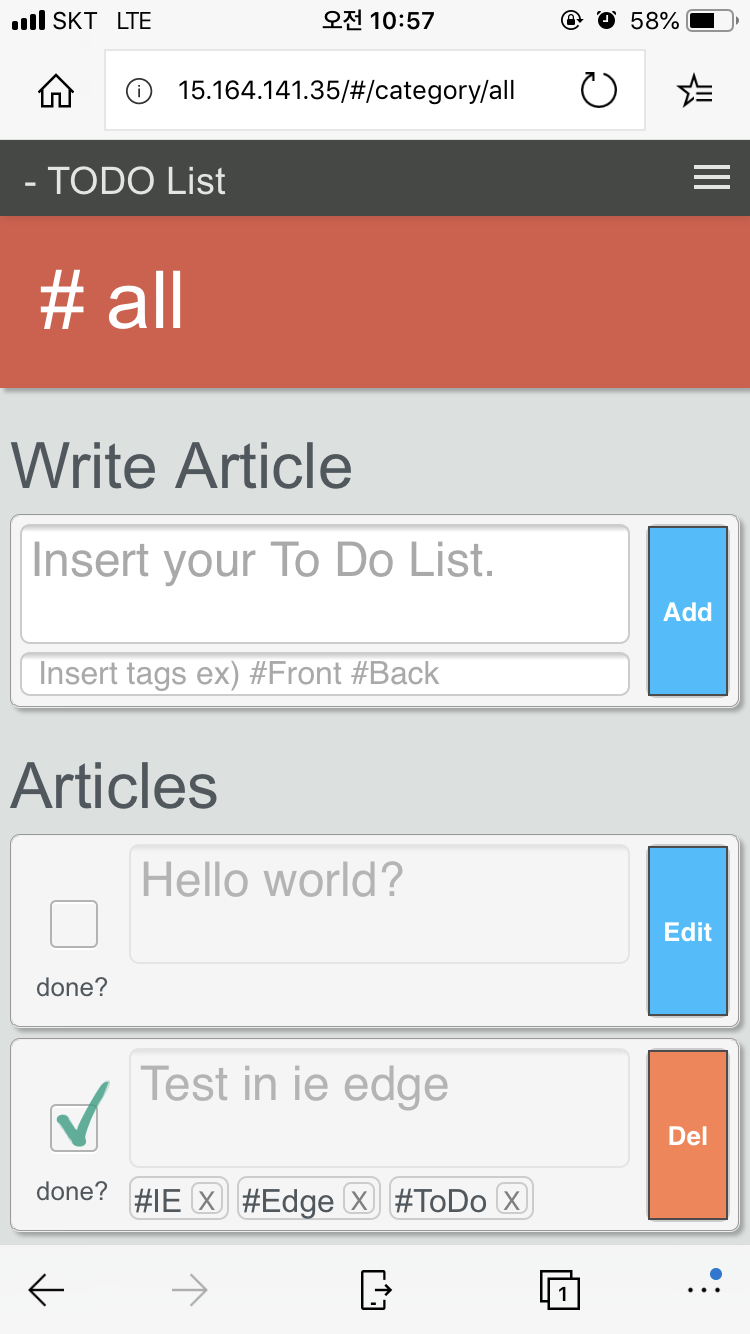 SKT LTE 오전 10:57 58%
15.164.141.35/#/category/all
- TODO List
# all
Write Article
Insert your To Do List.
Add
Insert tags ex) #Front #Back
Articles
Hello world?
Edit
done?
Test in ie edge
Del
done?
#IE X #Edge X #ToDo X
1